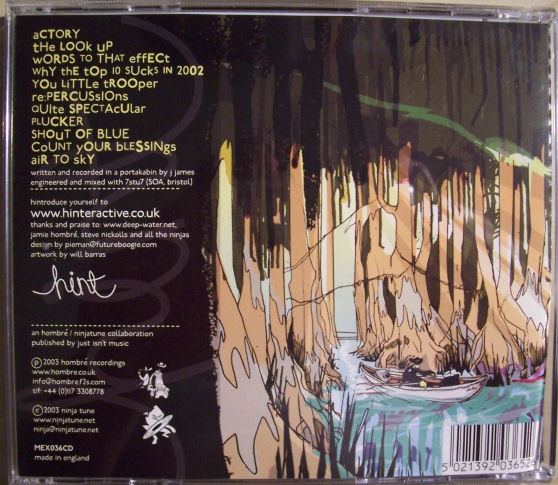 aCTORY
tHe LOOk uP
wORDS TO THAT effECt
WhY thE tOp 10 SUcks IN 2002
YOu LiTTLe tROOper
re:PERCUSsIOns
QUIte SPECTAcUlar
PLUCKER
SHOuT OF BLUE
CoUNT yOUR bLESSINgs
aiR TO skY
written and recorded in a portakabin by j james
engineered and mixed with 7stu7 (SOA, bristol)
hintroduce yourself to
www.hinteractive.co.uk
thanks and praise to: www.deep-water.net,
jamie hombré, steve nickolls and all the ninjas
design by pieman@futureboogie.com
artwork by will barras
hint
an hombré / ninjatune collaboration
published by just isn't music
℗ 2003 hombré recordings
www.hombre.co.uk
info@hombre.f2s.com
t/f: +44 (0)117 3308778
© 2003 ninja tune
www.ninjatune.net
ninja@ninjatune.net
MEX036CD
made in england
5 021392 036526